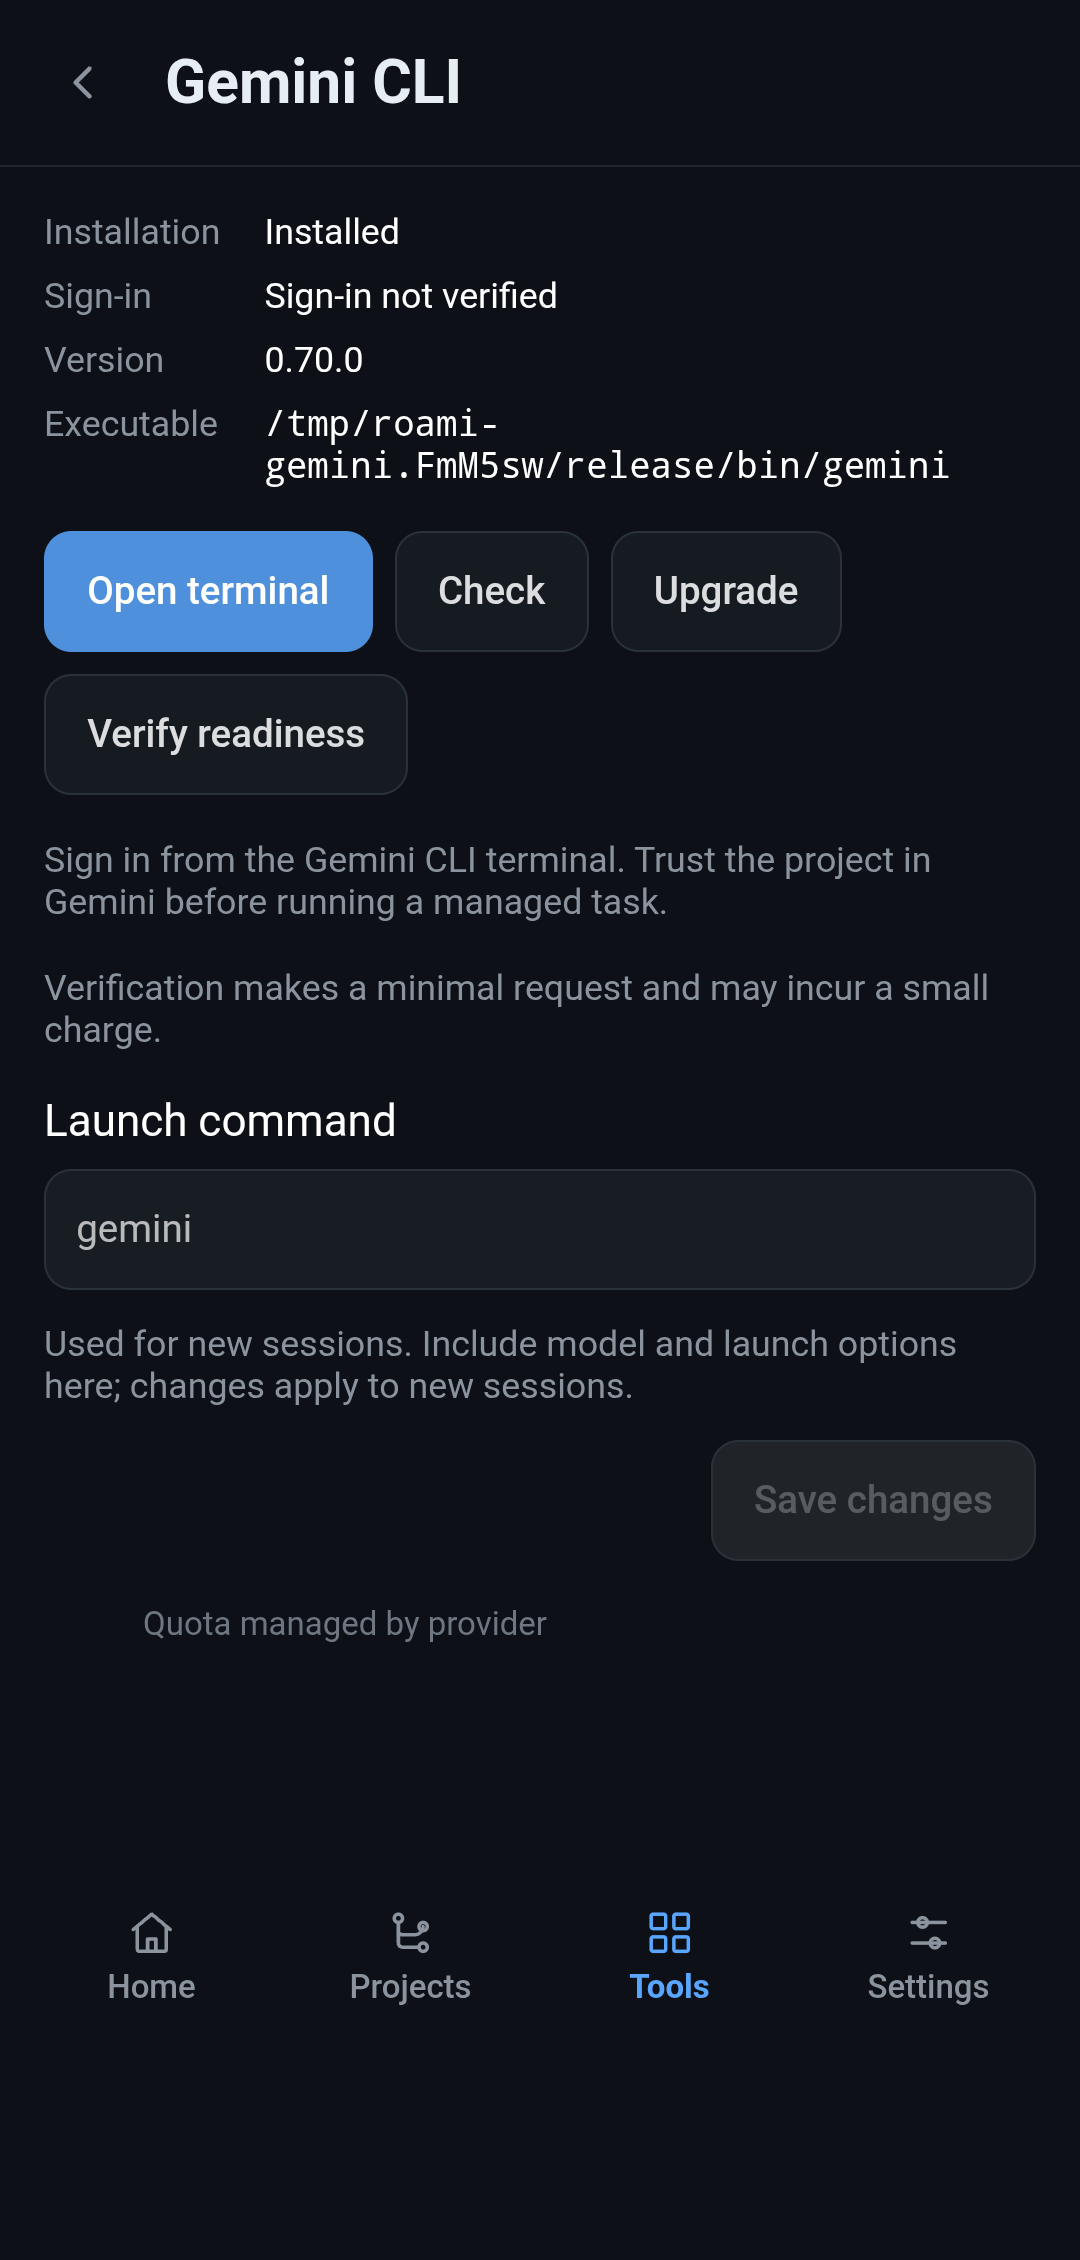 Gemini CLI
Installation Installed
Sign-in Sign-in not verified
Version 0.70.0
Executable /tmp/roami-
gemini.FmM5sw/release/bin/gemini
Open terminal Check Upgrade
Verify readiness
Sign in from the Gemini CLI terminal. Trust the project in
Gemini before running a managed task.
Verification makes a minimal request and may incur a small
charge.
Launch command
gemini
Used for new sessions. Include model and launch options
here; changes apply to new sessions.
Save changes
Quota managed by provider
Home Projects Tools Settings